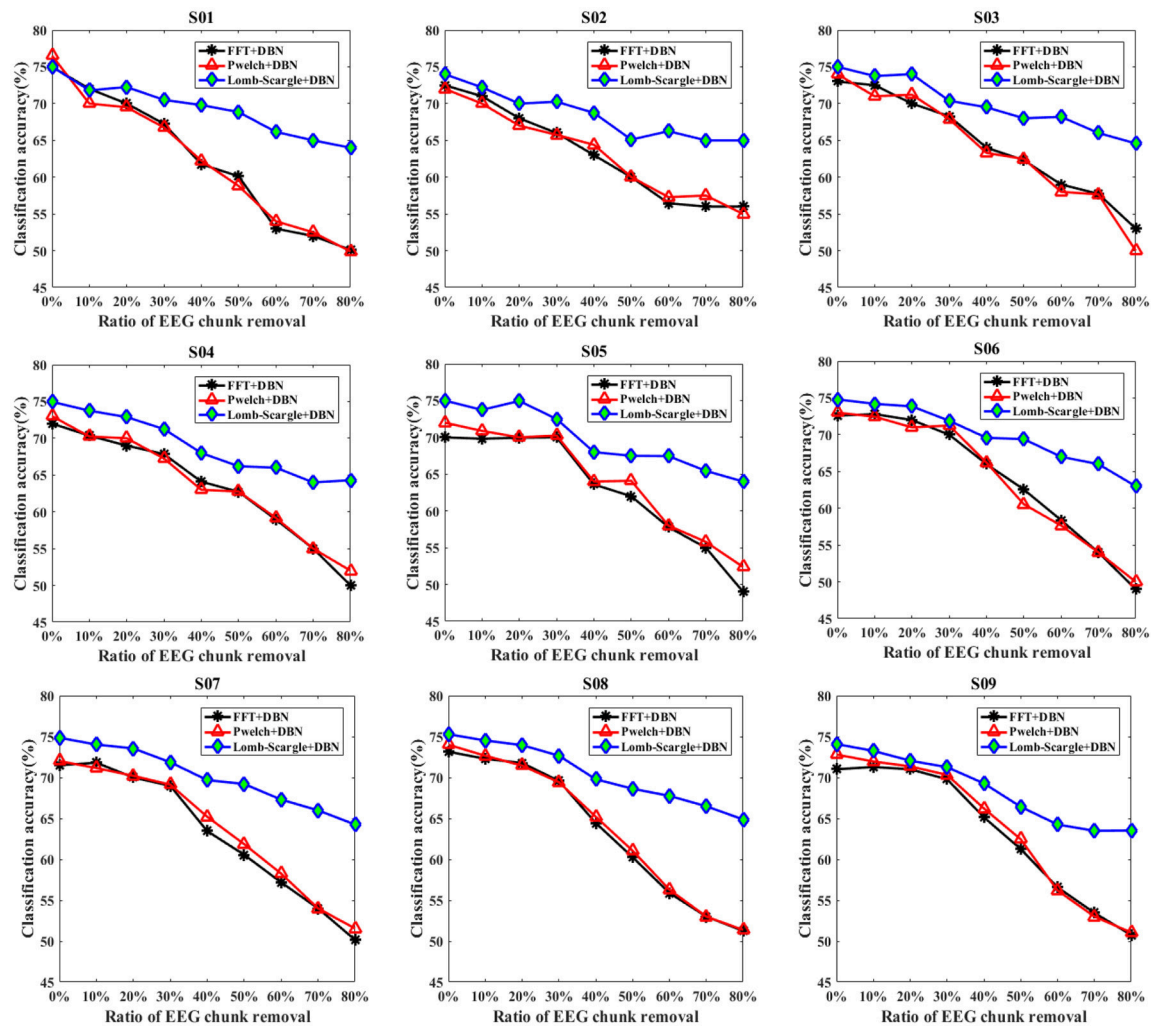 S01
Classification accuracy(%)
80
75
70
65
60
55
50
45
FFT+DBN
Pwelch+DBN
Lomb-Scargle+DBN
0% 10% 20% 30% 40% 50% 60% 70% 80%
Ratio of EEG chunk removal
S02
Classification accuracy(%)
80
75
70
65
60
55
50
45
FFT+DBN
Pwelch+DBN
Lomb-Scargle+DBN
0% 10% 20% 30% 40% 50% 60% 70% 80%
Ratio of EEG chunk removal
S03
Classification accuracy(%)
80
75
70
65
60
55
50
45
FFT+DBN
Pwelch+DBN
Lomb-Scargle+DBN
0% 10% 20% 30% 40% 50% 60% 70% 80%
Ratio of EEG chunk removal
S04
Classification accuracy(%)
80
75
70
65
60
55
50
45
FFT+DBN
Pwelch+DBN
Lomb-Scargle+DBN
0% 10% 20% 30% 40% 50% 60% 70% 80%
Ratio of EEG chunk removal
S05
Classification accuracy(%)
80
75
70
65
60
55
50
45
FFT+DBN
Pwelch+DBN
Lomb-Scargle+DBN
0% 10% 20% 30% 40% 50% 60% 70% 80%
Ratio of EEG chunk removal
S06
Classification accuracy(%)
80
75
70
65
60
55
50
45
FFT+DBN
Pwelch+DBN
Lomb-Scargle+DBN
0% 10% 20% 30% 40% 50% 60% 70% 80%
Ratio of EEG chunk removal
S07
Classification accuracy(%)
80
75
70
65
60
55
50
45
FFT+DBN
Pwelch+DBN
Lomb-Scargle+DBN
0% 10% 20% 30% 40% 50% 60% 70% 80%
Ratio of EEG chunk removal
S08
Classification accuracy(%)
80
75
70
65
60
55
50
45
FFT+DBN
Pwelch+DBN
Lomb-Scargle+DBN
0% 10% 20% 30% 40% 50% 60% 70% 80%
Ratio of EEG chunk removal
S09
Classification accuracy(%)
80
75
70
65
60
55
50
45
FFT+DBN
Pwelch+DBN
Lomb-Scargle+DBN
0% 10% 20% 30% 40% 50% 60% 70% 80%
Ratio of EEG chunk removal